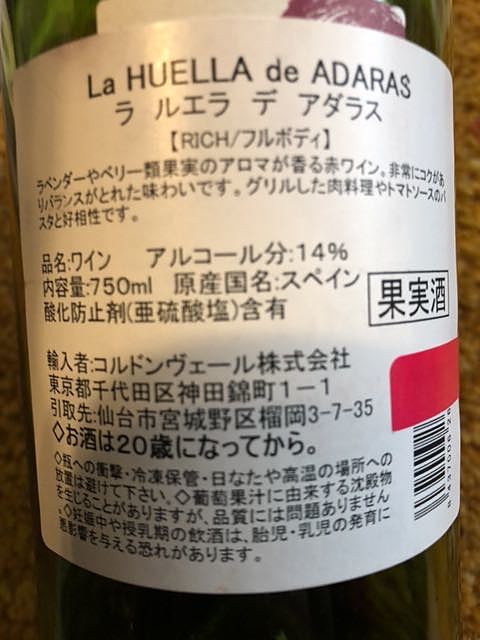 La HUELLA de ADARAS
ラ ルエラ デ アダラス
【RICH/フルボディ】
ラベンダーやベリー類果実のアロマが香る赤ワイン。非常にコクがあ
りバランスがとれた味わいです。グリルした肉料理やトマトソースのパ
スタと好相性です。
品名:ワイン アルコール分:14%
内容量:750ml 原産国名:スペイン
酸化防止剤(亜硫酸塩)含有
果実酒
輸入者:コルドンヴェール株式会社
東京都千代田区神田錦町1-1
引取先:仙台市宮城野区榴岡3-7-35
◇お酒は20歳になってから。
◇瓶への衝撃・冷凍保管・日なたや高温の場所への
放置は避けて下さい。◇葡萄果汁に由来する沈殿物
を生じることがありますが、品質には問題ありません
。◇妊娠中や授乳期の飲酒は、胎児・乳児の発育に
悪影響を与える恐れがあります。